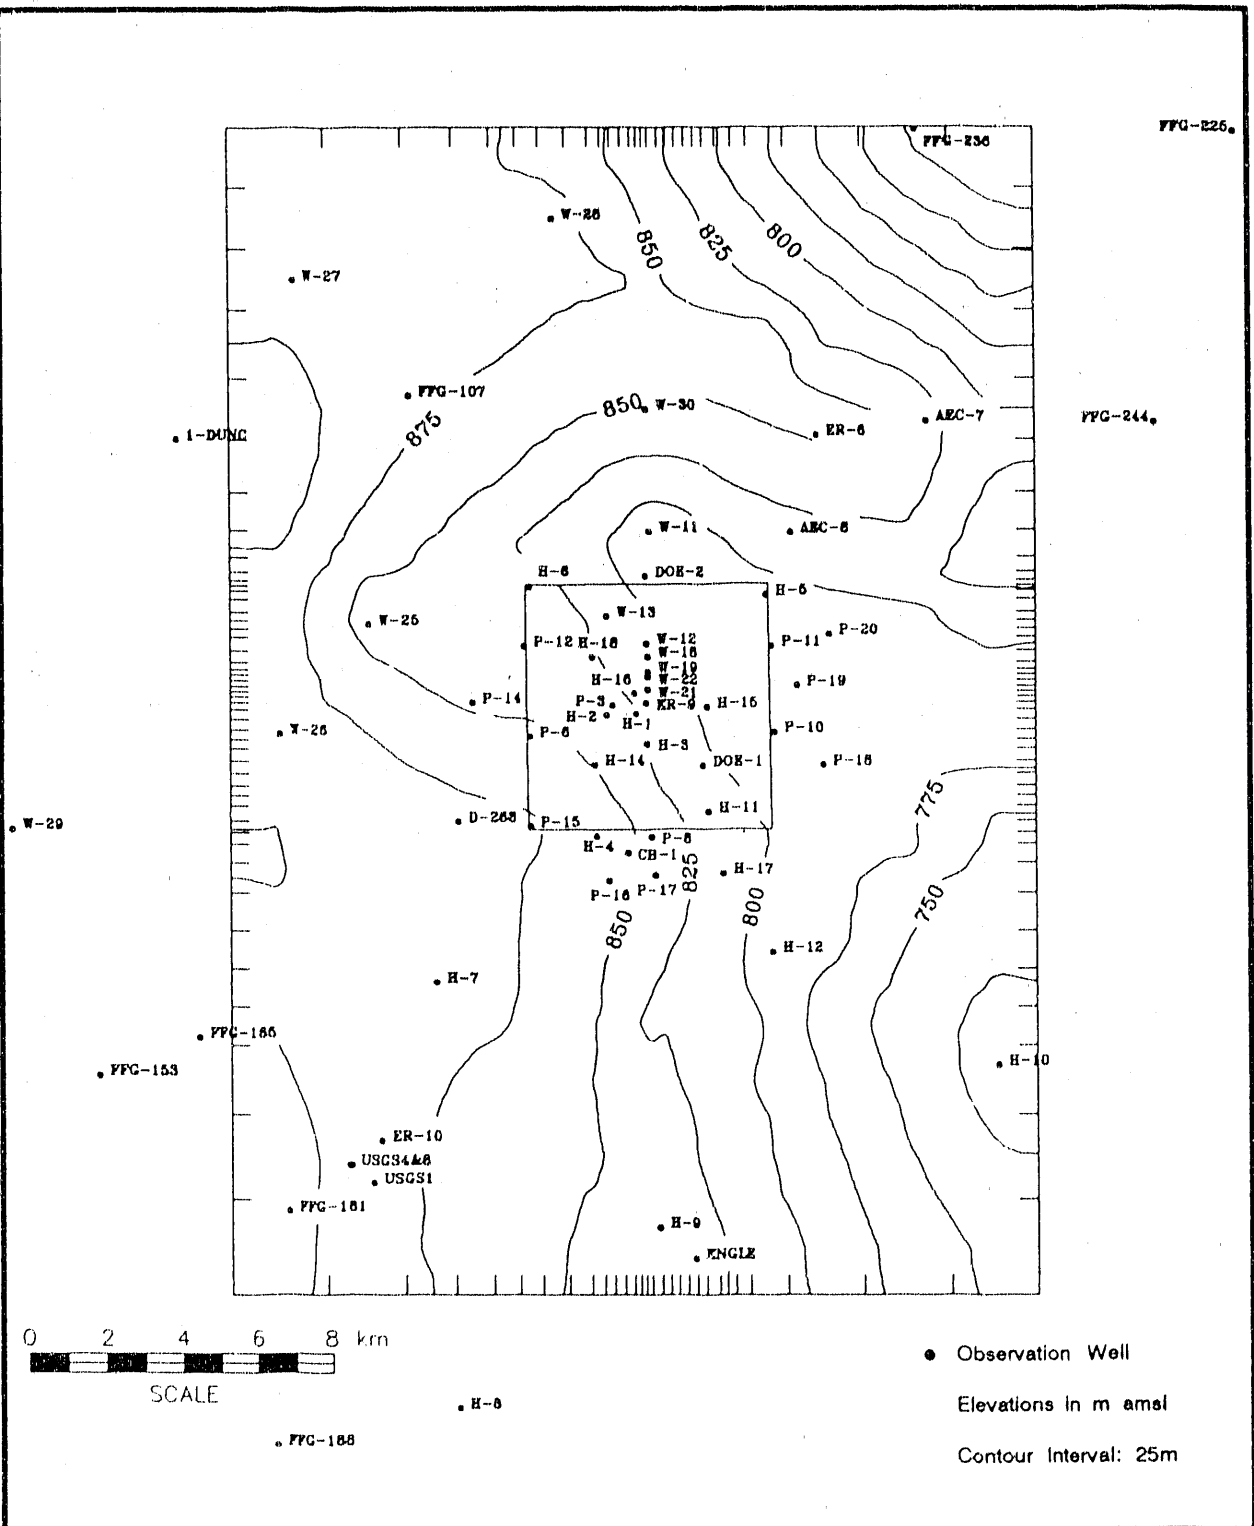 FFG-225
FFG-236
W-28
850
825
800
W-27
FFG-107
850
W-30
875
AEC-7
FFG-244
1-DUNC
ER-6
W-11
AEC-8
H-6
DOE-2
H-5
W-13
W-25
P-12
H-18
W-12
P-11
P-20
W-18
W-19
H-16
W-22
P-19
W-21
P-14
P-3
ER-9
H-15
H-2
H-1
W-26
P-6
P-10
H-3
H-14
DOE-1
P-18
775
H-11
D-268
P-15
W-29
H-4
P-8
CB-1
825
H-17
P-16
P-17
800
750
850
H-12
H-7
FFG-155
H-10
FFG-153
ER-10
USGS4&8
USGS1
FFG-181
H-9
ENGLE
0 2 4 6 8 km
SCALE
Observation Well
Elevations in m amsl
Contour Interval: 25m
H-8
FFG-188